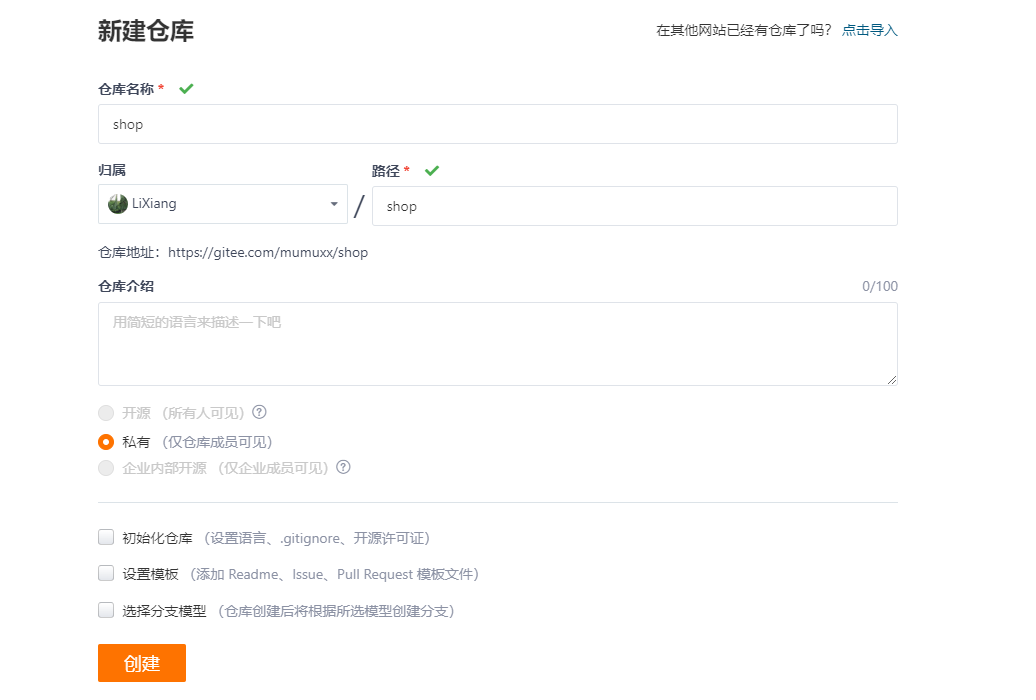 新建仓库
在其他网站已经有仓库了吗? 点击导入
仓库名称 *
shop
归属
路径 *
LiXiang
/
shop
仓库地址：https://gitee.com/mumuxx/shop
仓库介绍
0/100
用简短的语言来描述一下吧
开源 （所有人可见）
私有 （仅仓库成员可见）
企业内部开源 （仅企业成员可见）
初始化仓库 （设置语言、.gitignore、开源许可证）
设置模板 （添加 Readme、Issue、Pull Request 模板文件）
选择分支模型 （仓库创建后将根据所选模型创建分支）
创建